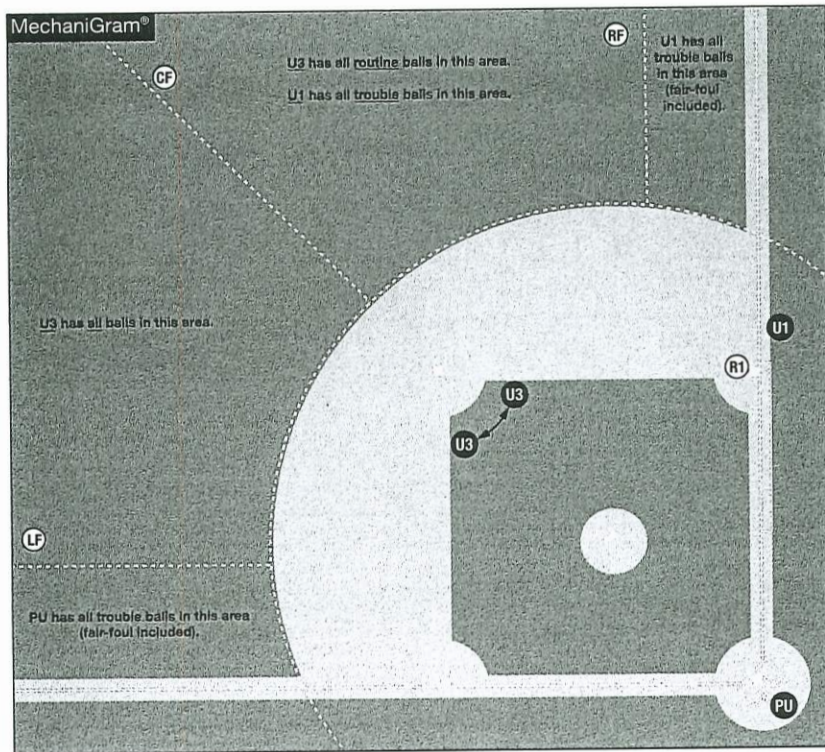 MechaniGram®
CF
U3 has all routine balls in this area.
U1 has all trouble balls in this area.
RF
U1 has all
trouble balls
in this area
(fair-foul
included).
U3 has all balls in this area.
U1
R1
U3
U3
LF
PU has all trouble balls in this area
(fair-foul included).
PU